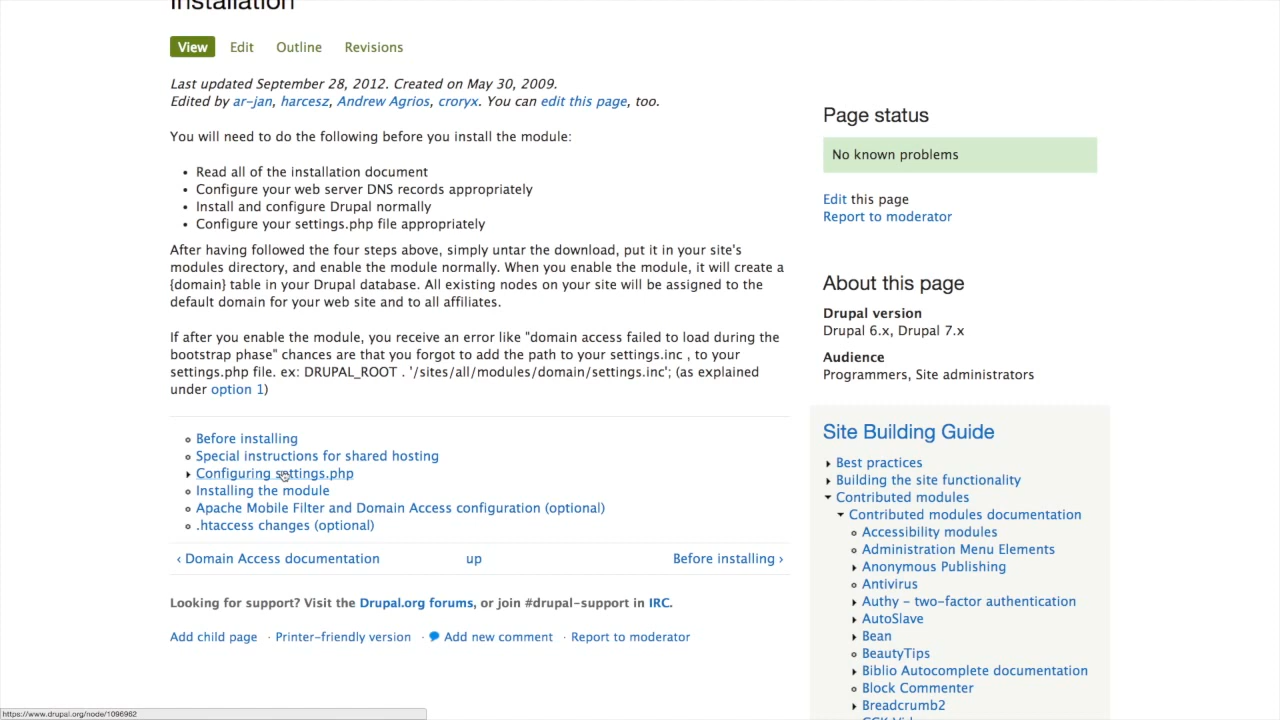 Installation
View Edit Outline Revisions
Last updated September 28, 2012. Created on May 30, 2009.
Edited by ar-jan, harcesz, Andrew Agrios, croryx. You can edit this page, too.
You will need to do the following before you install the module:
Read all of the installation document
Configure your web server DNS records appropriately
Install and configure Drupal normally
Configure your settings.php file appropriately
After having followed the four steps above, simply untar the download, put it in your site's
modules directory, and enable the module normally. When you enable the module, it will create a
{domain} table in your Drupal database. All existing nodes on your site will be assigned to the
default domain for your web site and to all affiliates.
If after you enable the module, you receive an error like "domain access failed to load during the
bootstrap phase" chances are that you forgot to add the path to your settings.inc , to your
settings.php file. ex: DRUPAL_ROOT . '/sites/all/modules/domain/settings.inc'; (as explained
under option 1)
Before installing
Special instructions for shared hosting
Configuring settings.php
Installing the module
Apache Mobile Filter and Domain Access configuration (optional)
.htaccess changes (optional)
‹ Domain Access documentation up Before installing ›
Looking for support? Visit the Drupal.org forums, or join #drupal-support in IRC.
Add child page · Printer-friendly version · Add new comment · Report to moderator
Page status
No known problems
Edit this page
Report to moderator
About this page
Drupal version
Drupal 6.x, Drupal 7.x
Audience
Programmers, Site administrators
Site Building Guide
Best practices
Building the site functionality
Contributed modules
Contributed modules documentation
Accessibility modules
Administration Menu Elements
Anonymous Publishing
Antivirus
Authy - two-factor authentication
AutoSlave
Bean
BeautyTips
Biblio Autocomplete documentation
Block Commenter
Breadcrumb2
https://www.drupal.org/node/1096962